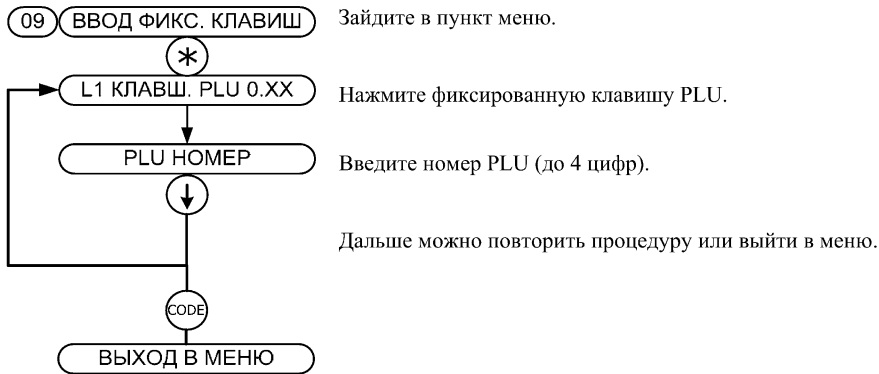 09 ВВОД ФИКС. КЛАВИШ Зайдите в пункт меню.
L1 КЛАВШ. PLU 0.XX Нажмите фиксированную клавишу PLU.
PLU НОМЕР Введите номер PLU (до 4 цифр).
Дальше можно повторить процедуру или выйти в меню.
CODE
ВЫХОД В МЕНЮ